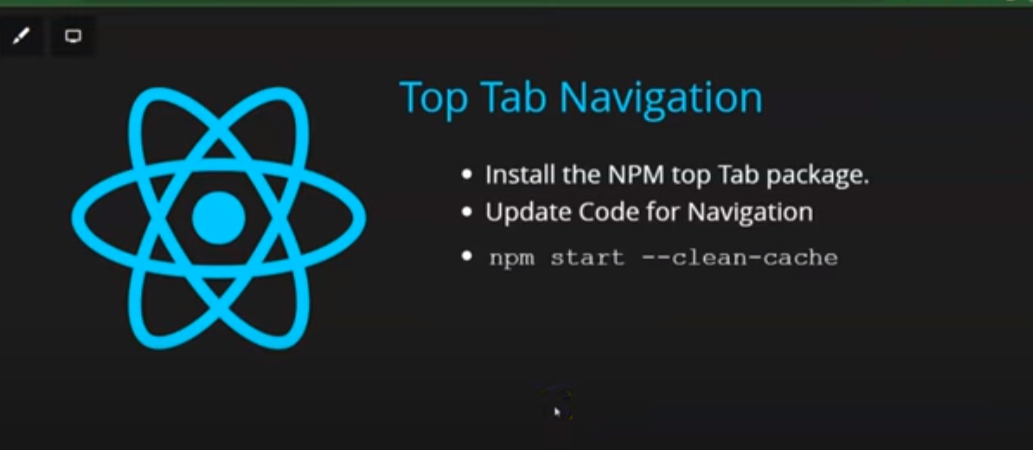 Top Tab Navigation
Install the NPM top Tab package.
Update Code for Navigation
npm start --clean-cache